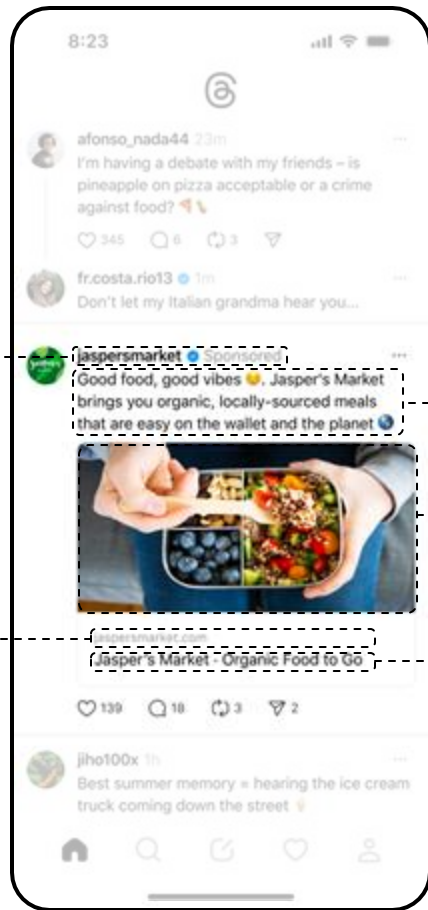 8:23
afonso_nada44 23m
I'm having a debate with my friends – is
pineapple on pizza acceptable or a crime
against food? 🍕
345 6 3
fr.costa.rio13 1m
Don't let my Italian grandma hear you...
jaspersmarket Sponsored
Good food, good vibes 😊. Jasper's Market
brings you organic, locally-sourced meals
that are easy on the wallet and the planet 🌎
jaspersmarket.com
Jasper's Market - Organic Food to Go
139 18 3 2
jiho100x 1h
Best summer memory = hearing the ice cream
truck coming down the street 🍦